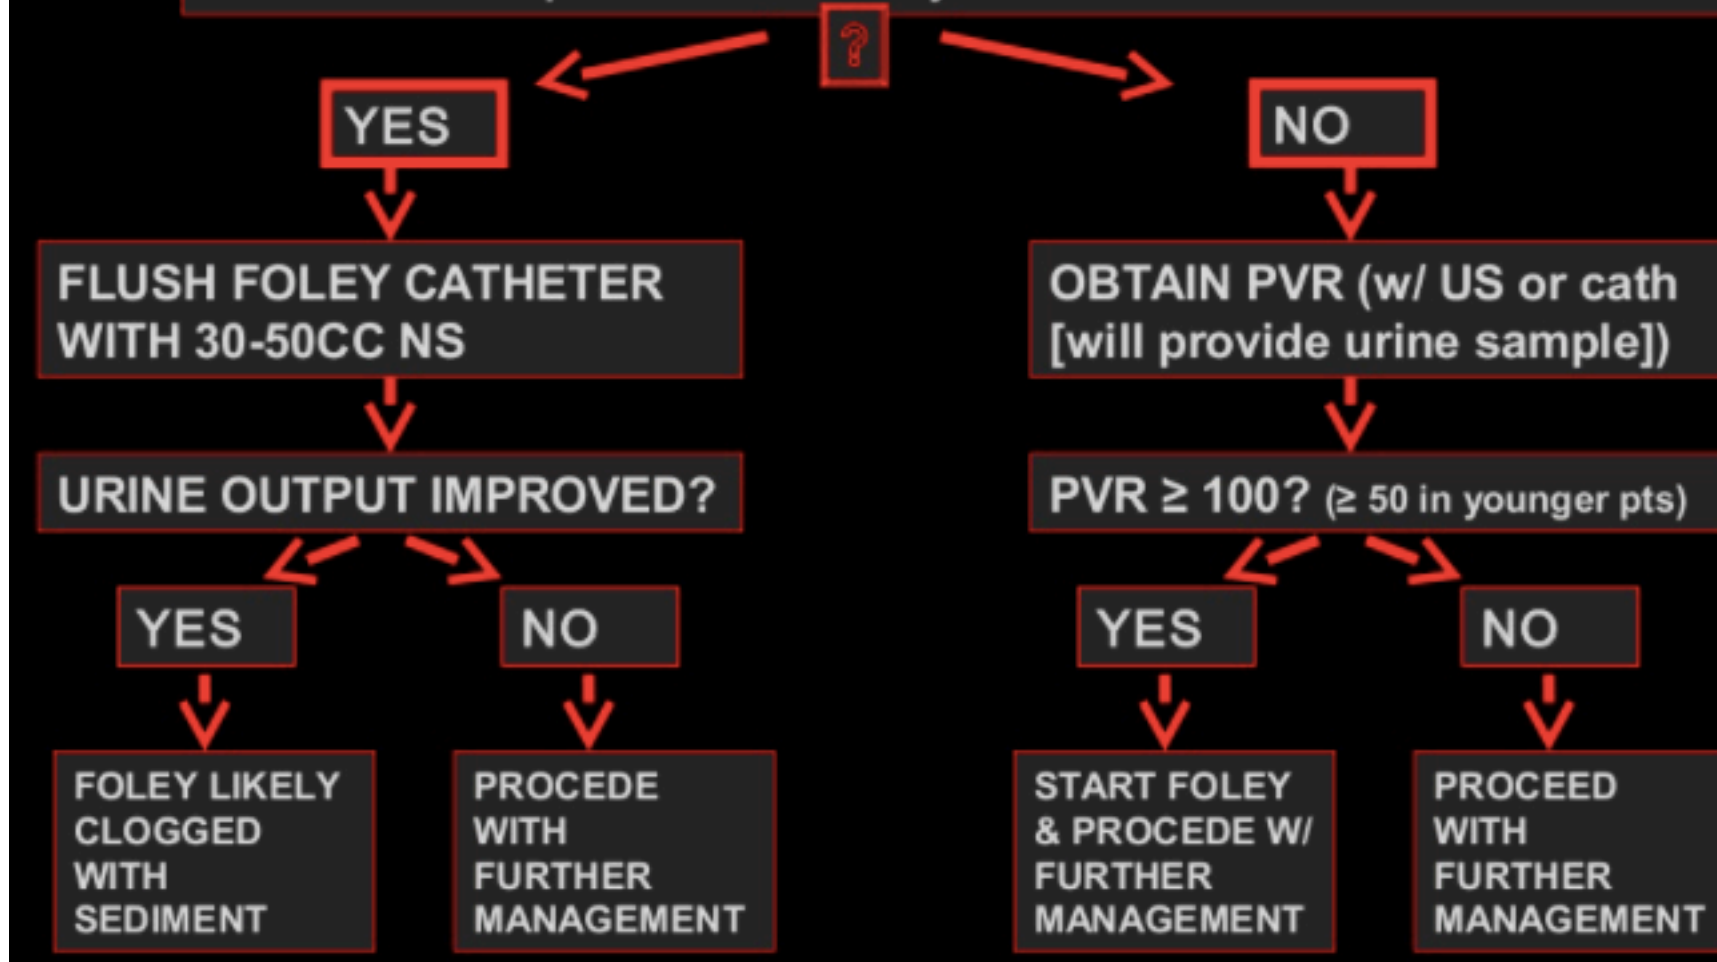 ?
YES
NO
FLUSH FOLEY CATHETER
WITH 30-50CC NS
OBTAIN PVR (w/ US or cath
[will provide urine sample])
URINE OUTPUT IMPROVED?
PVR ≥ 100? (≥ 50 in younger pts)
YES
NO
YES
NO
FOLEY LIKELY
CLOGGED
WITH
SEDIMENT
PROCEDE
WITH
FURTHER
MANAGEMENT
START FOLEY
& PROCEDE W/
FURTHER
MANAGEMENT
PROCEED
WITH
FURTHER
MANAGEMENT